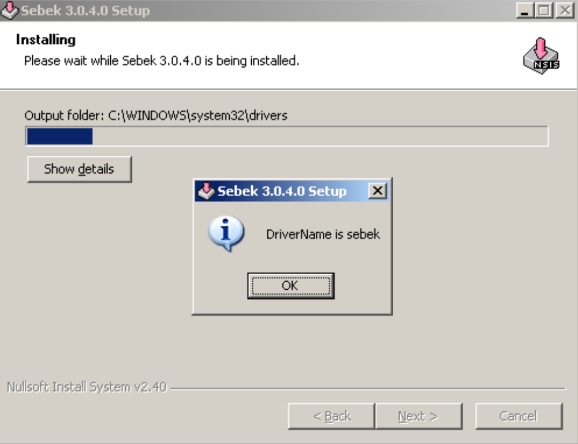 Sebek 3.0.4.0 Setup
Installing
Please wait while Sebek 3.0.4.0 is being installed.
NSIS
Output folder: C:\WINDOWS\system32\drivers
Show details
Sebek 3.0.4.0 Setup
DriverName is sebek
OK
Nullsoft Install System v2.40
< Back
Next >
Cancel